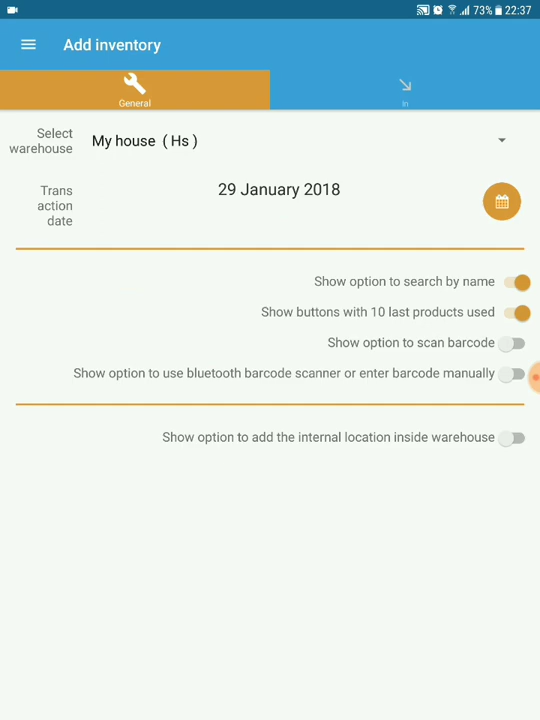 73% 22:37
Add inventory
General
In
Select
warehouse
My house ( Hs )
Trans
action
date
29 January 2018
Show option to search by name
Show buttons with 10 last products used
Show option to scan barcode
Show option to use bluetooth barcode scanner or enter barcode manually
Show option to add the internal location inside warehouse